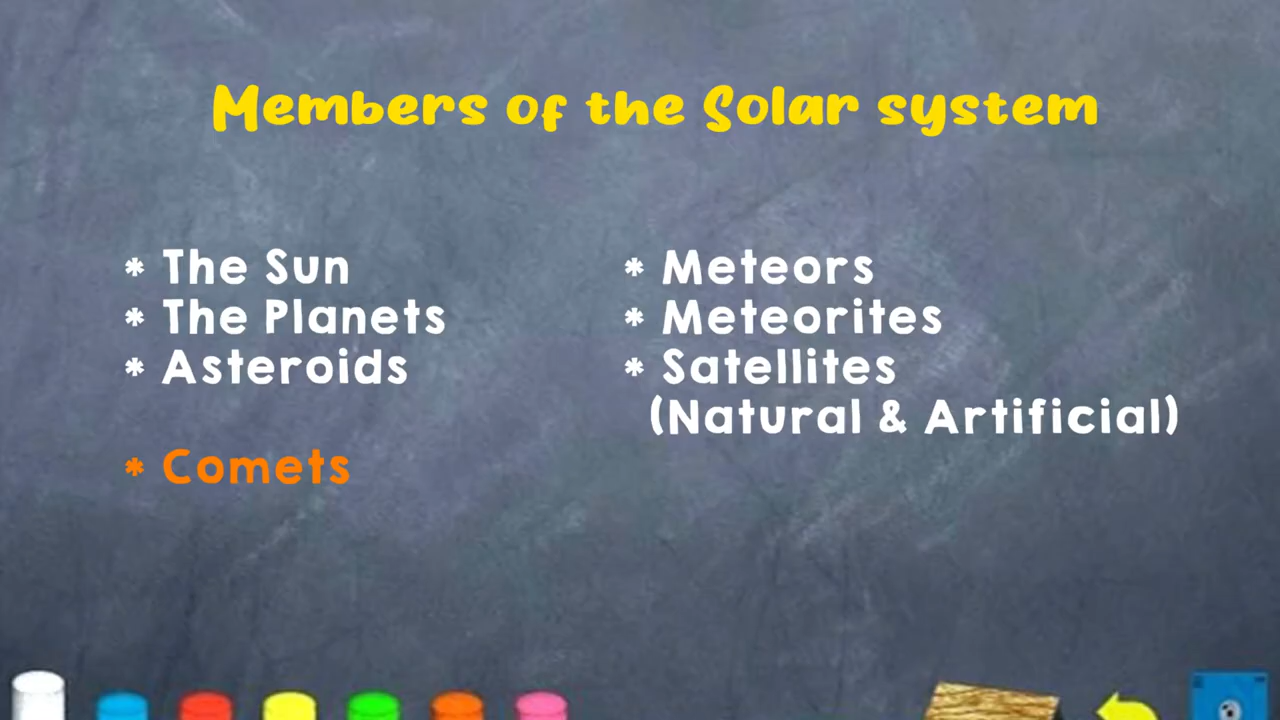 Members of the Solar system
* The Sun
* The Planets
* Asteroids
* Comets
* Meteors
* Meteorites
* Satellites
(Natural & Artificial)